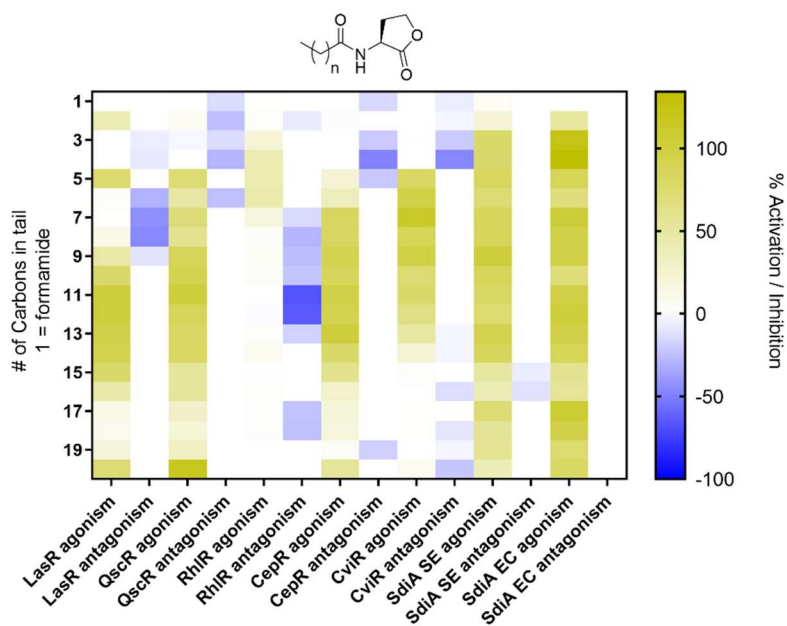 O
O
N
H
O
n
1
3
5
7
9
11
13
15
17
19
# of Carbons in tail
1 = formamide
100
50
0
-50
-100
% Activation / Inhibition
LasR agonism
LasR antagonism
QscR agonism
QscR antagonism
RhlR agonism
RhlR antagonism
CepR agonism
CepR antagonism
CviR agonism
CviR antagonism
SdiA SE agonism
SdiA SE antagonism
SdiA EC agonism
SdiA EC antagonism